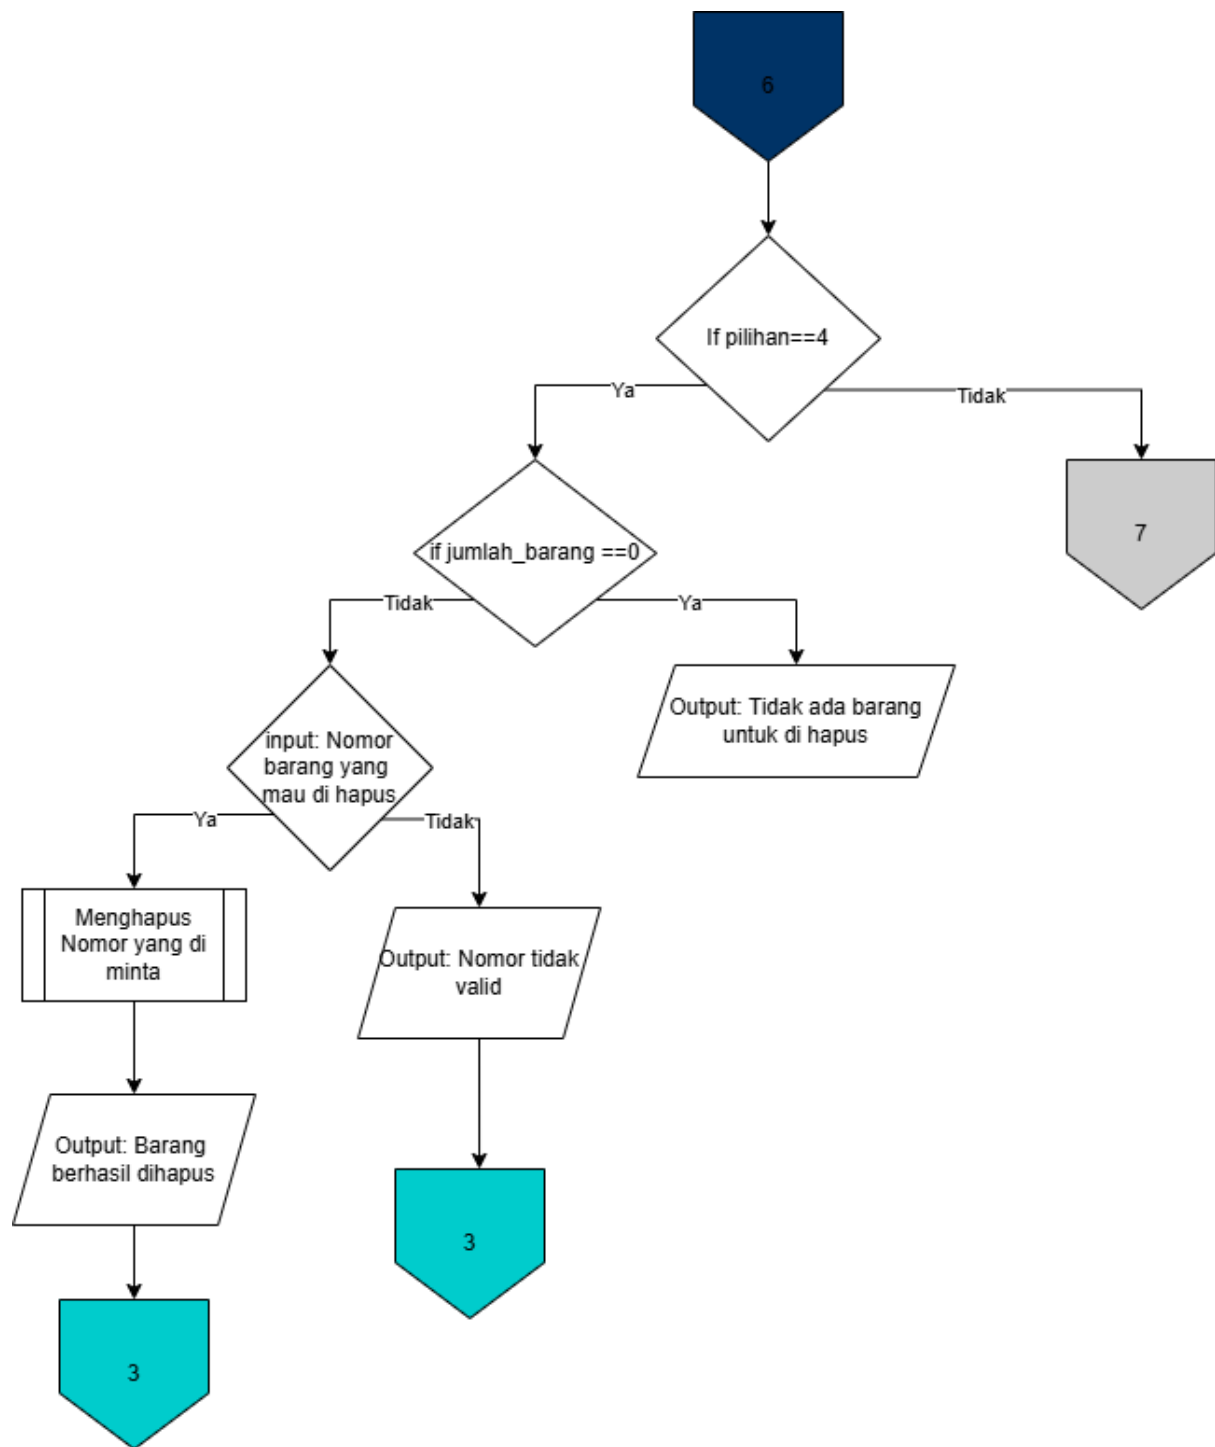 6
If pilihan==4
Ya
Tidak
if jumlah_barang ==0
7
Tidak
Ya
Output: Tidak ada barang
untuk di hapus
input: Nomor
barang yang
mau di hapus
Ya
Tidak
Menghapus
Nomor yang di
minta
Output: Nomor tidak
valid
Output: Barang
berhasil dihapus
3
3